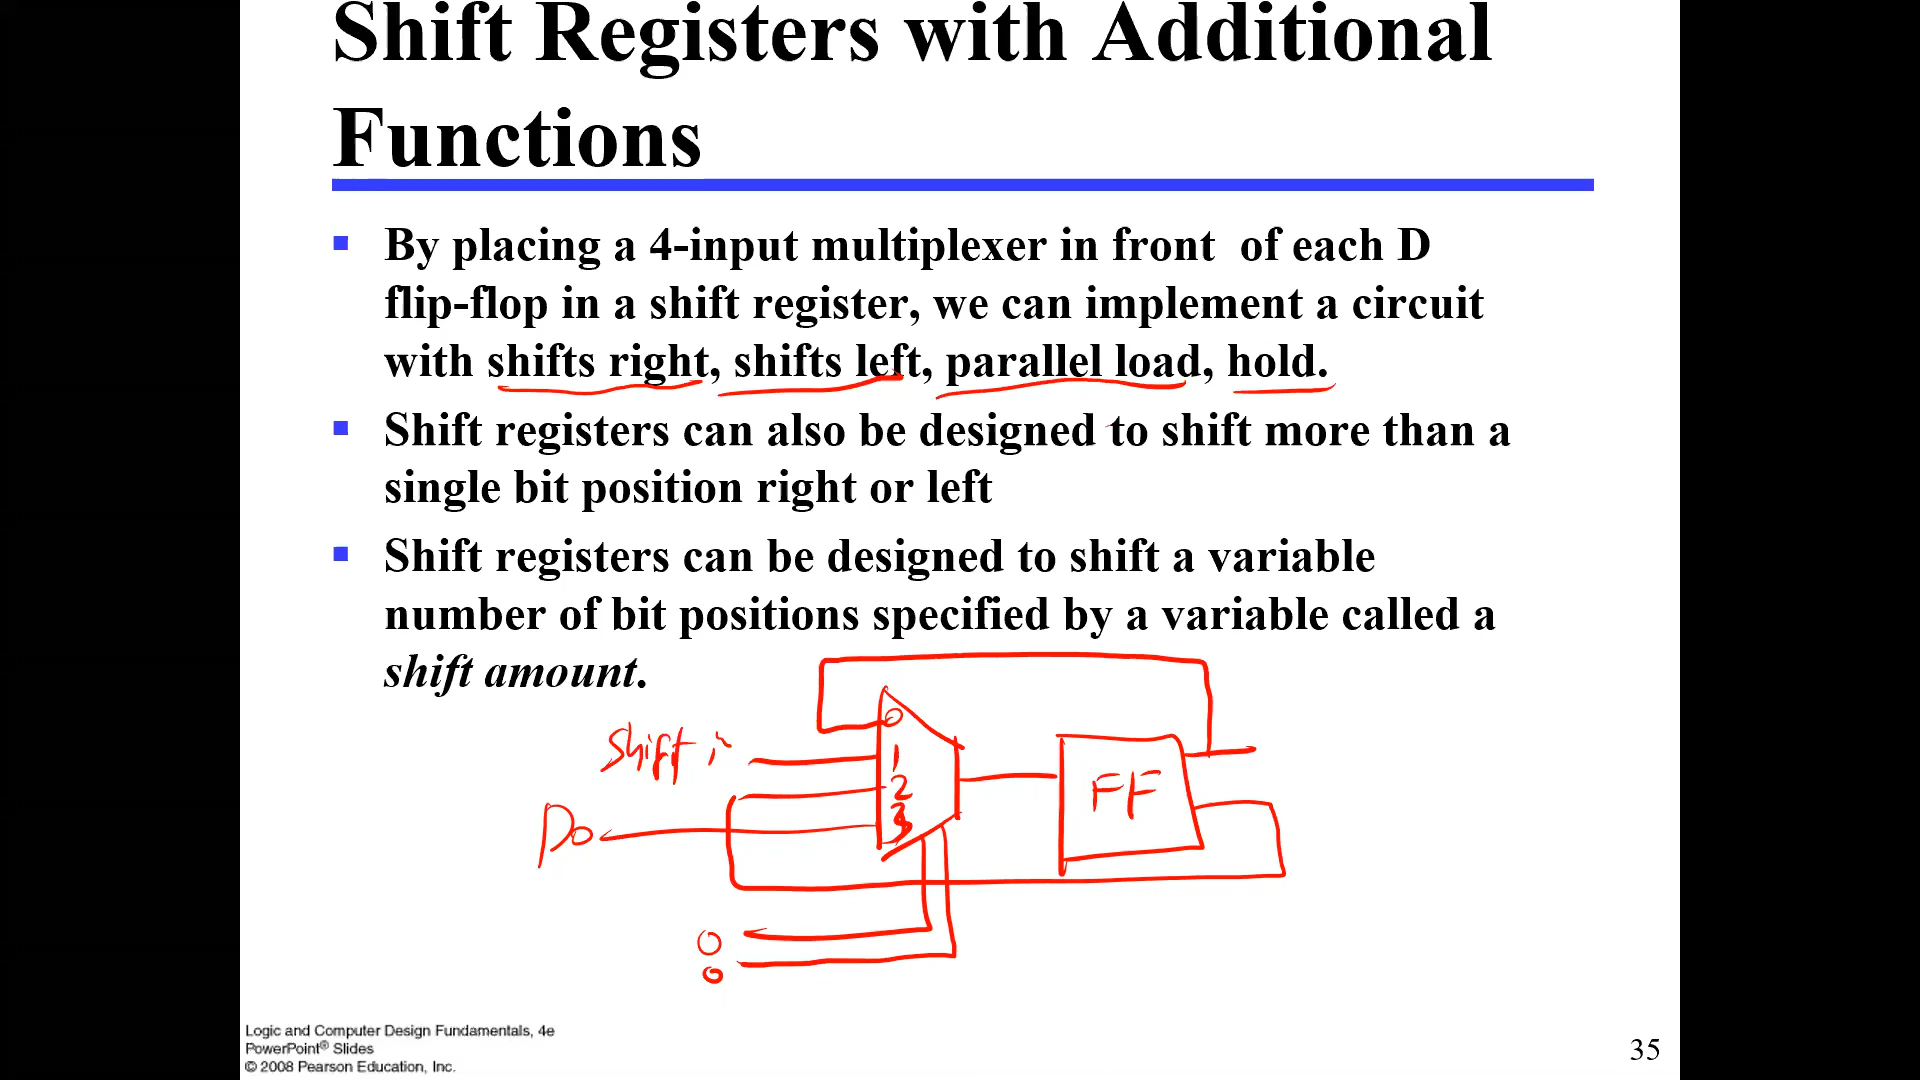 Shift Registers with Additional
Functions
By placing a 4-input multiplexer in front of each D
flip-flop in a shift register, we can implement a circuit
with shifts right, shifts left, parallel load, hold.
Shift registers can also be designed to shift more than a
single bit position right or left
Shift registers can be designed to shift a variable
number of bit positions specified by a variable called a
shift amount.
0
Shift
1
2
3
FF
Do
0
0
Logic and Computer Design Fundamentals, 4e
PowerPoint® Slides
© 2008 Pearson Education, Inc.
35